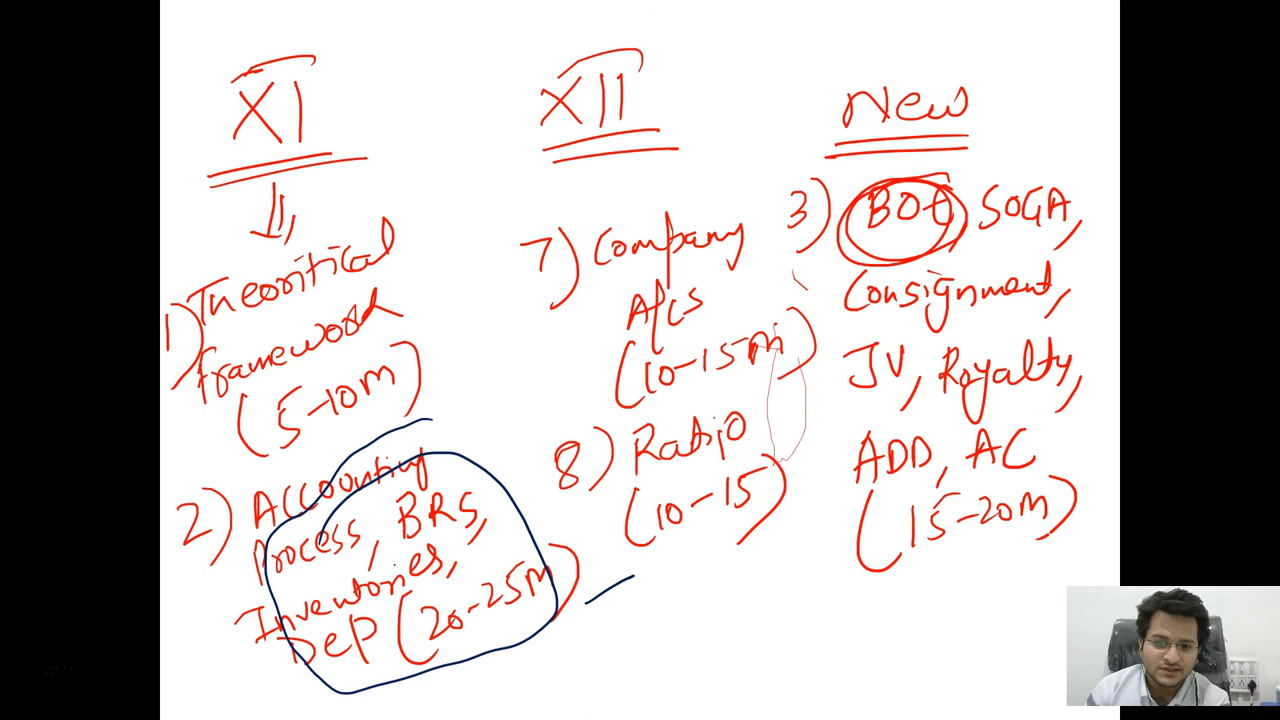 XI
1) Theoritical
framework
(5-10M)
2) Accounting
Process, BRS,
Inventories,
Dep (20-25M)
XII
7) Company
A/cs
(10-15M)
8) Ratio
(10-15)
New
3) BOE, SOGA,
Consignment,
JV, Royalty,
ADD, AC
(15-20M)